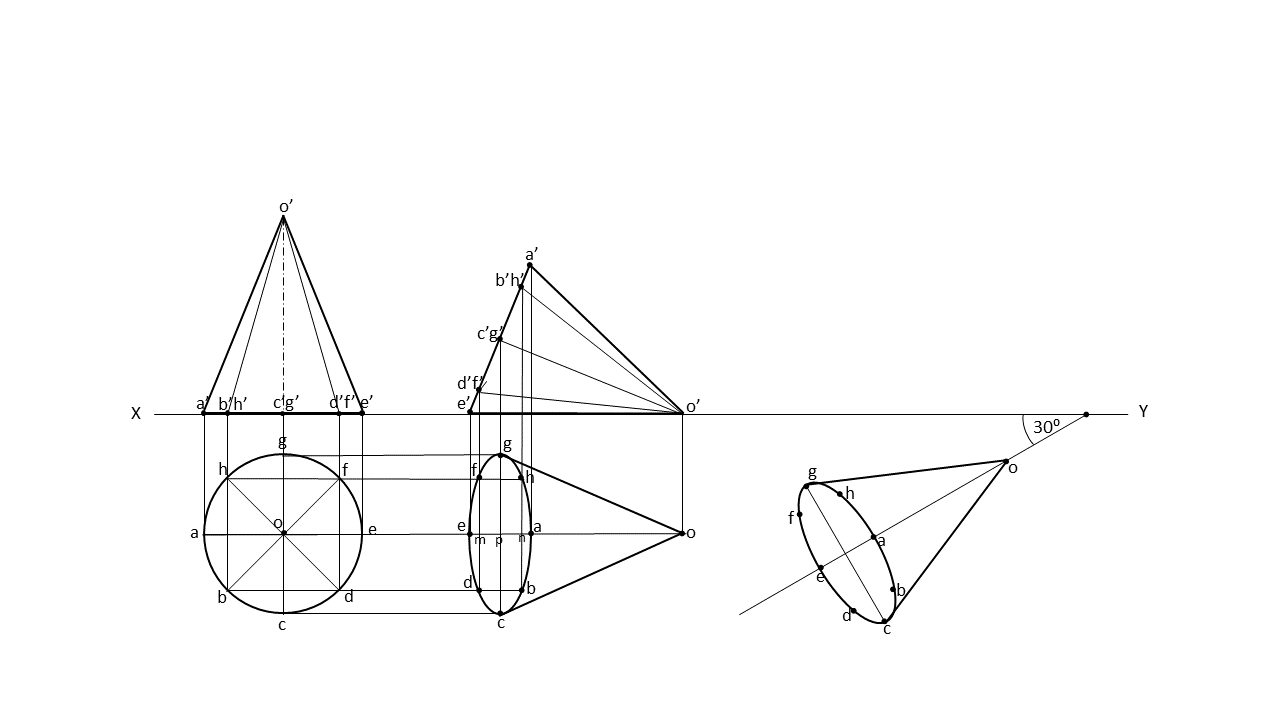 o’
a’
b’h’
c’g’
d’f’
a’ b’h’ c’g’ d’f’ e’
e’
o’
X
Y
30º
g
h
f
a
o
e
b
d
c
g
f
h
e
m
p
n
a
o
d
b
c
g
h
o
f
a
e
b
d
c